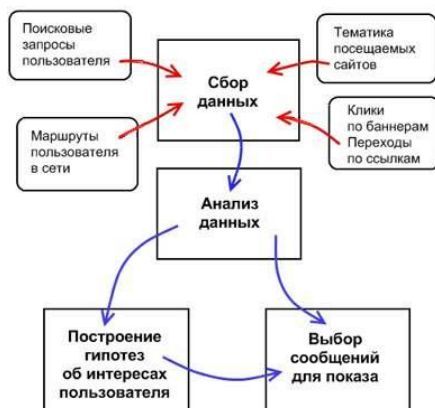 Поисковые
запросы
пользователя
Тематика
посещаемых
сайтов
Сбор
данных
Маршруты
пользователя
в сети
Клики
по баннерам
Переходы
по ссылкам
Анализ
данных
Построение
гипотез
об интересах
пользователя
Выбор
сообщений
для показа